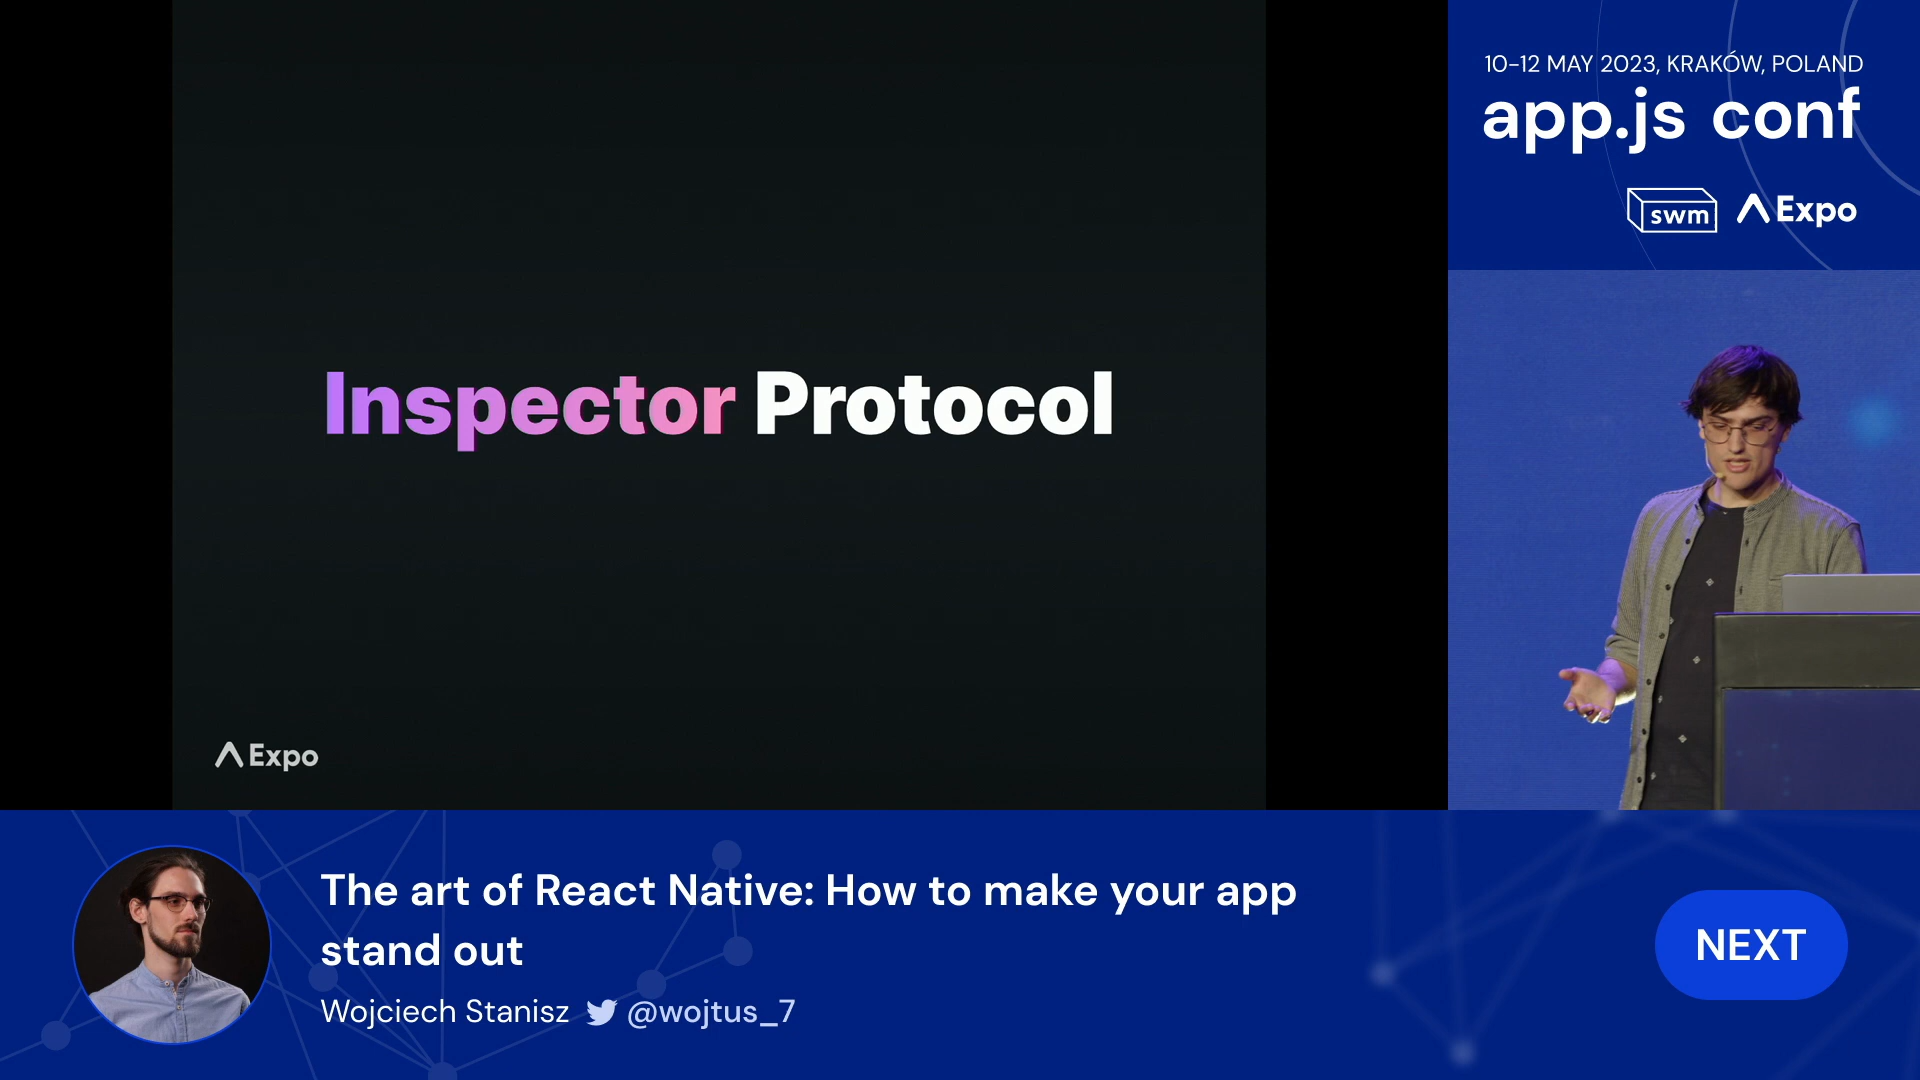 Inspector Protocol
Expo
10–12 MAY 2023, KRAKÓW, POLAND
app.js conf
swm
Expo
The art of React Native: How to make your app
stand out
Wojciech Stanisz @wojtus_7
NEXT